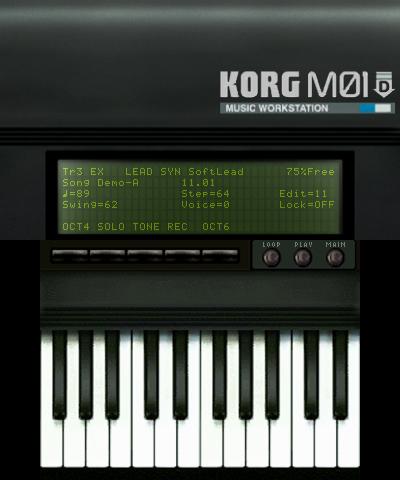 KORG M01D
MUSIC WORKSTATION
Tr3 EX LEAD SYN SoftLead 75%Free
Song Demo-A 11.01
♩=89 Step=64 Edit=11
Swing=62 Voice=0 Lock=OFF
OCT4 SOLO TONE REC OCT6
LOOP PLAY MAIN